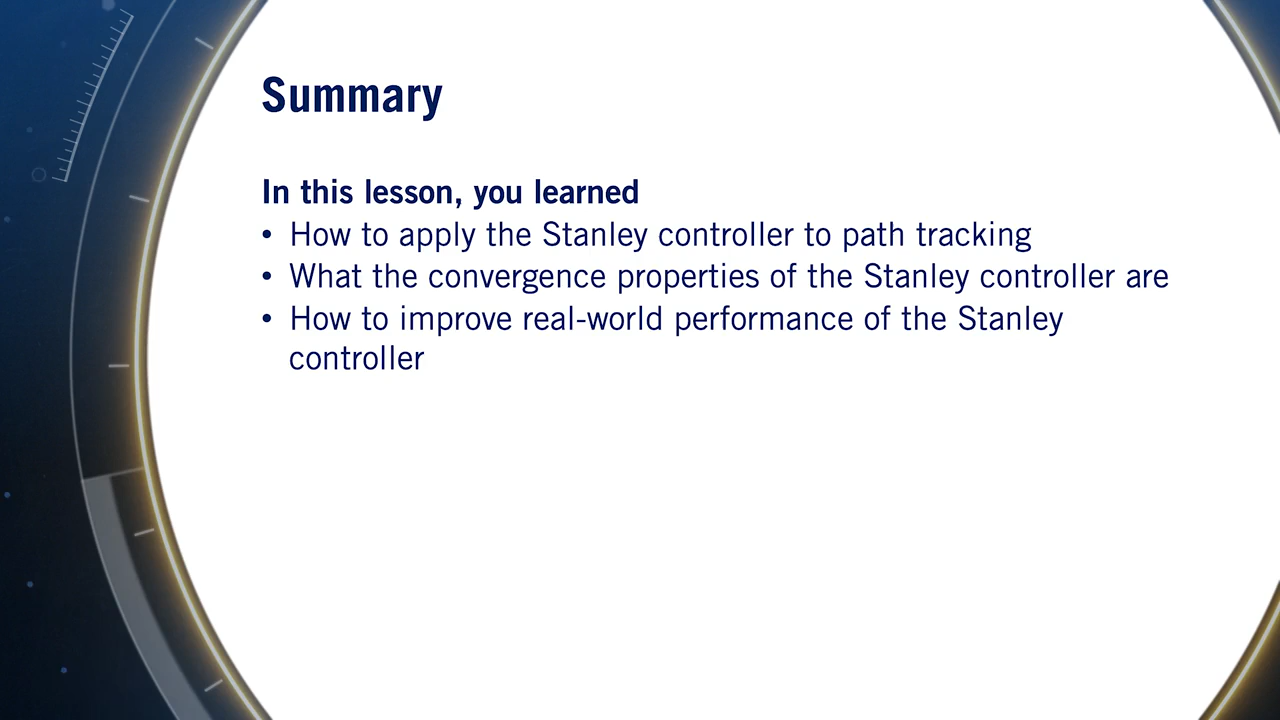 Summary
In this lesson, you learned
• How to apply the Stanley controller to path tracking
• What the convergence properties of the Stanley controller are
• How to improve real-world performance of the Stanley
controller